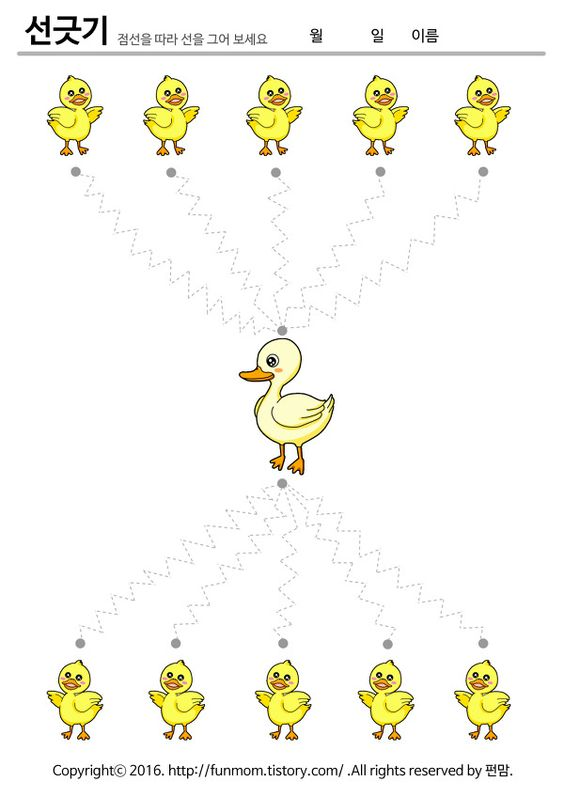 선긋기 점선을 따라 선을 그어 보세요 월 일 이름
Copyrightⓒ 2016. http://funmom.tistory.com/ .All rights reserved by 펀맘.